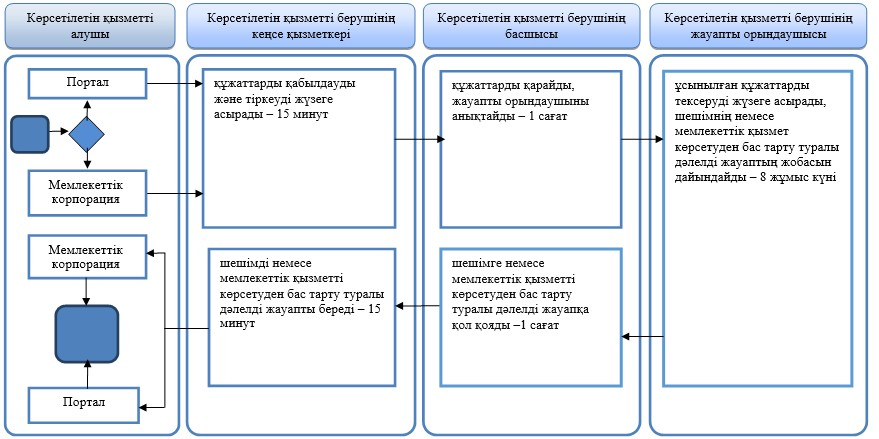 Көрсетілетін қызметті
алушы
Көрсетілетін қызметті берушінің
кеңсе қызметкері
Көрсетілетін қызметті берушінің
басшысы
Көрсетілетін қызметті берушінің
жауапты орындаушысы
Портал
Мемлекеттік
корпорация
құжаттарды қабылдауды
және тіркеуді жүзеге
асырады – 15 минут
құжаттарды қарайды,
жауапты орындаушыны
анықтайды – 1 сағат
ұсынылған құжаттарды
тексеруді жүзеге асырады,
шешімнің немесе
мемлекеттік қызмет
көрсетуден бас тарту туралы
дәлелді жауаптың жобасын
дайындайды – 8 жұмыс күні
Мемлекеттік
корпорация
Портал
шешімді немесе
мемлекеттік қызметті
көрсетуден бас тарту туралы
дәлелді жауапты береді – 15
минут
шешімге немесе
мемлекеттік қызметті
көрсетуден бас тарту
туралы дәлелді жауапқа
қол қояды –1 сағат